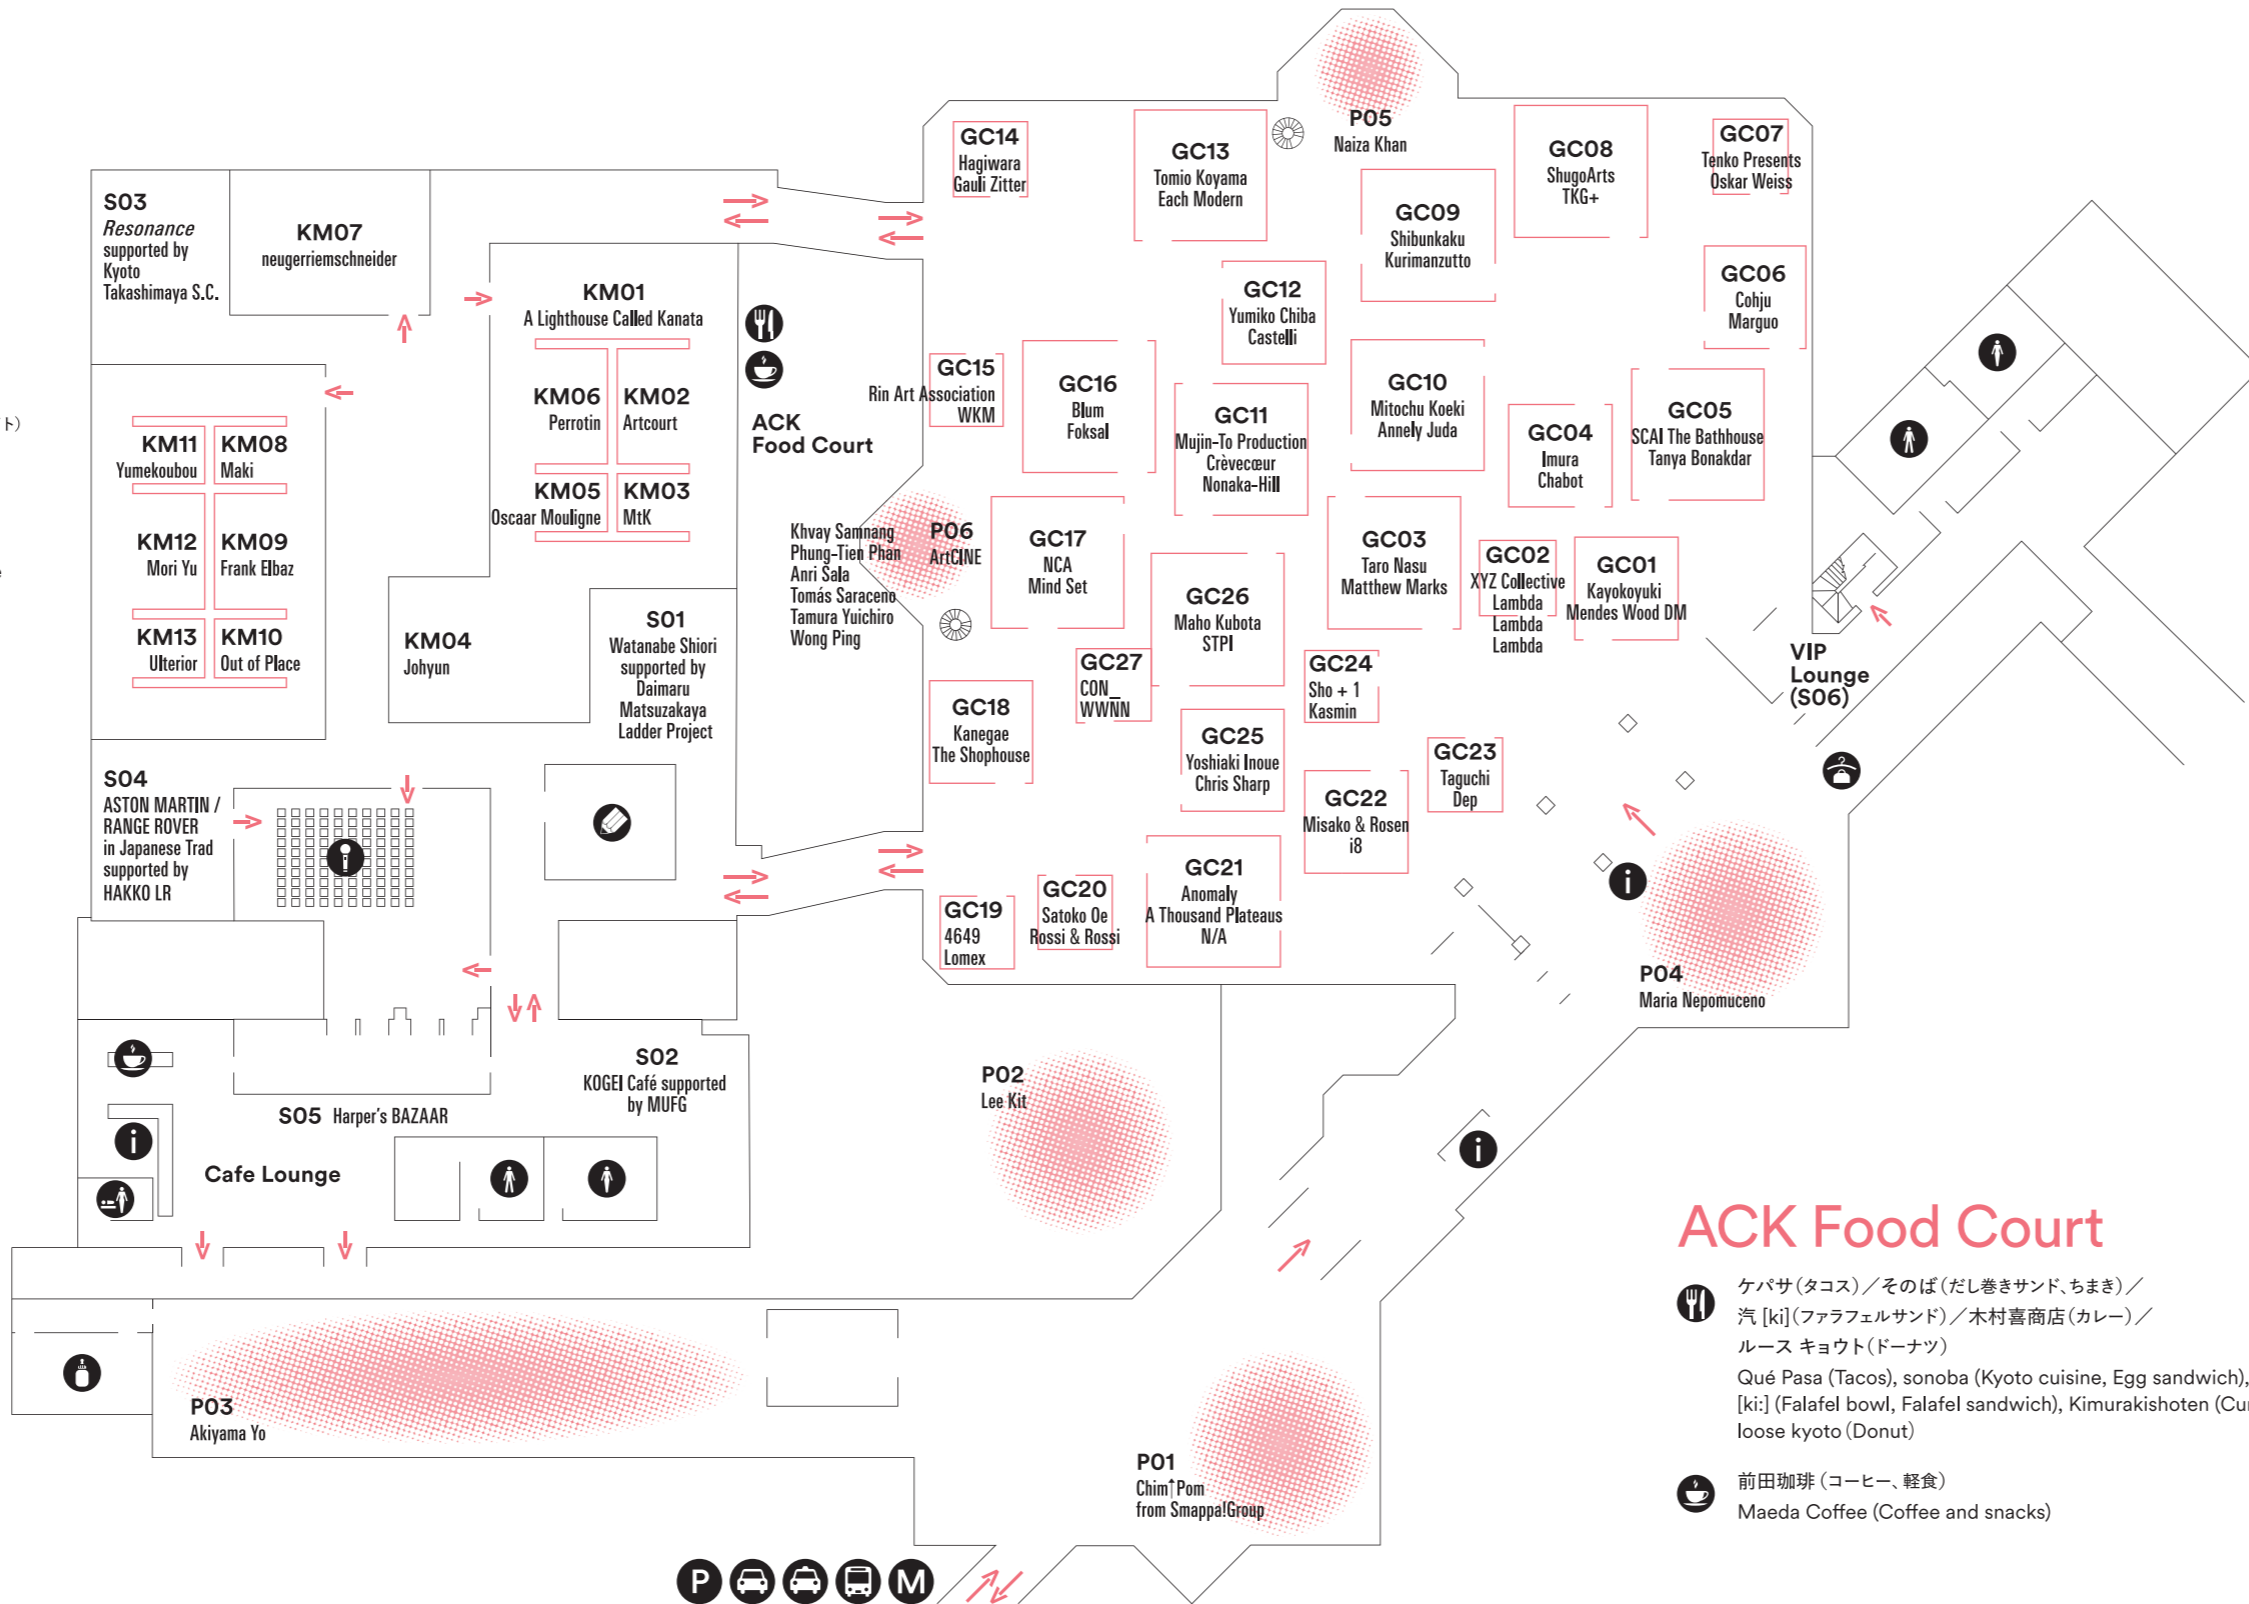 P05
Naiza Khan
GC14
Hagiwara
Gauli Zitter
GC13
Tomio Koyama
Each Modern
GC08
ShugoArts
TKG+
GC07
Tenko Presents
Oskar Weiss
S03
Resonance
supported by
Kyoto
Takashimaya S.C.
KM07
neugerriemschneider
GC09
Shibunkaku
Kurimanzutto
GC06
Cohju
Marguo
KM01
A Lighthouse Called Kanata
GC12
Yumiko Chiba
Castelli
GC15
Rin Art Association
WKM
GC16
Blum
Foksal
GC11
Mujin-To Production
Crèvecœur
Nonaka-Hill
GC10
Mitochu Koeki
Annely Juda
GC04
Imura
Chabot
GC05
SCAI The Bathhouse
Tanya Bonakdar
KM06
Perrotin
KM02
Artcourt
ACK
Food Court
ト)
KM11
Yumekoubou
KM08
Maki
KM05
Oscaar Mouligne
KM03
MtK
Khvay Samnang
Phung-Tien Phan
Anri Sala
Tomás Saraceno
Tamura Yuichiro
Wong Ping
P06
ArtCINE
GC17
NCA
Mind Set
GC03
Taro Nasu
Matthew Marks
GC02
XYZ Collective
Lambda
Lambda
Lambda
GC01
Kayokoyuki
Mendes Wood DM
KM12
Mori Yu
KM09
Frank Elbaz
GC26
Maho Kubota
STPI
KM13
Ulterior
KM10
Out of Place
KM04
Johyun
S01
Watanabe Shiori
supported by
Daimaru
Matsuzakaya
Ladder Project
GC27
CON_
WWNN
GC24
Sho + 1
Kasmin
VIP
Lounge
(S06)
GC18
Kanegae
The Shophouse
GC25
Yoshiaki Inoue
Chris Sharp
GC23
Taguchi
Dep
S04
ASTON MARTIN /
RANGE ROVER
in Japanese Trad
supported by
HAKKO LR
GC22
Misako & Rosen
i8
GC21
Anomaly
A Thousand Plateaus
N/A
GC20
Satoko Oe
Rossi & Rossi
GC19
4649
Lomex
i
P04
Maria Nepomuceno
S02
KOGEI Café supported
by MUFG
P02
Lee Kit
S05 Harper's BAZAAR
i
i
Cafe Lounge
P03
Akiyama Yo
P01
Chim↑Pom
from Smappa!Group
P
M
ACK Food Court
ケパサ(タコス)／そのば(だし巻きサンド、ちまき)／
汽 [ki](ファラフェルサンド)／木村喜商店(カレー)／
ルース キョウト(ドーナツ)
Qué Pasa (Tacos), sonoba (Kyoto cuisine, Egg sandwich),
[ki:] (Falafel bowl, Falafel sandwich), Kimurakishoten
loose kyoto (Donut)
前田珈琲 (コーヒー、軽食)
Maeda Coffee (Coffee and snacks)